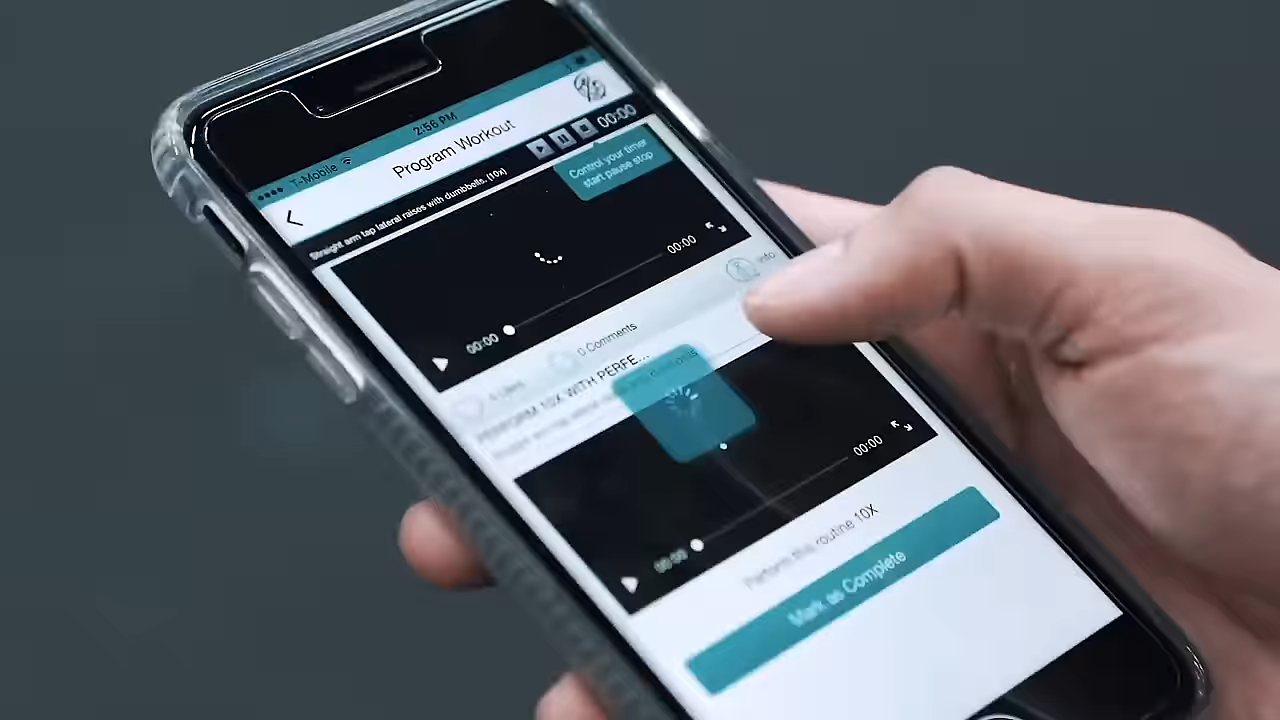 T-Mobile
2:56 PM
Program Workout
Straight arm tap lateral raises with dumbbells. (10x)
00:00
Control your timer
start pause stop
00:00
00:00
0 Comments
info
PERFORM 10X WITH PERFE...
00:00
00:00
Perform this routine 10X
Mark as Complete